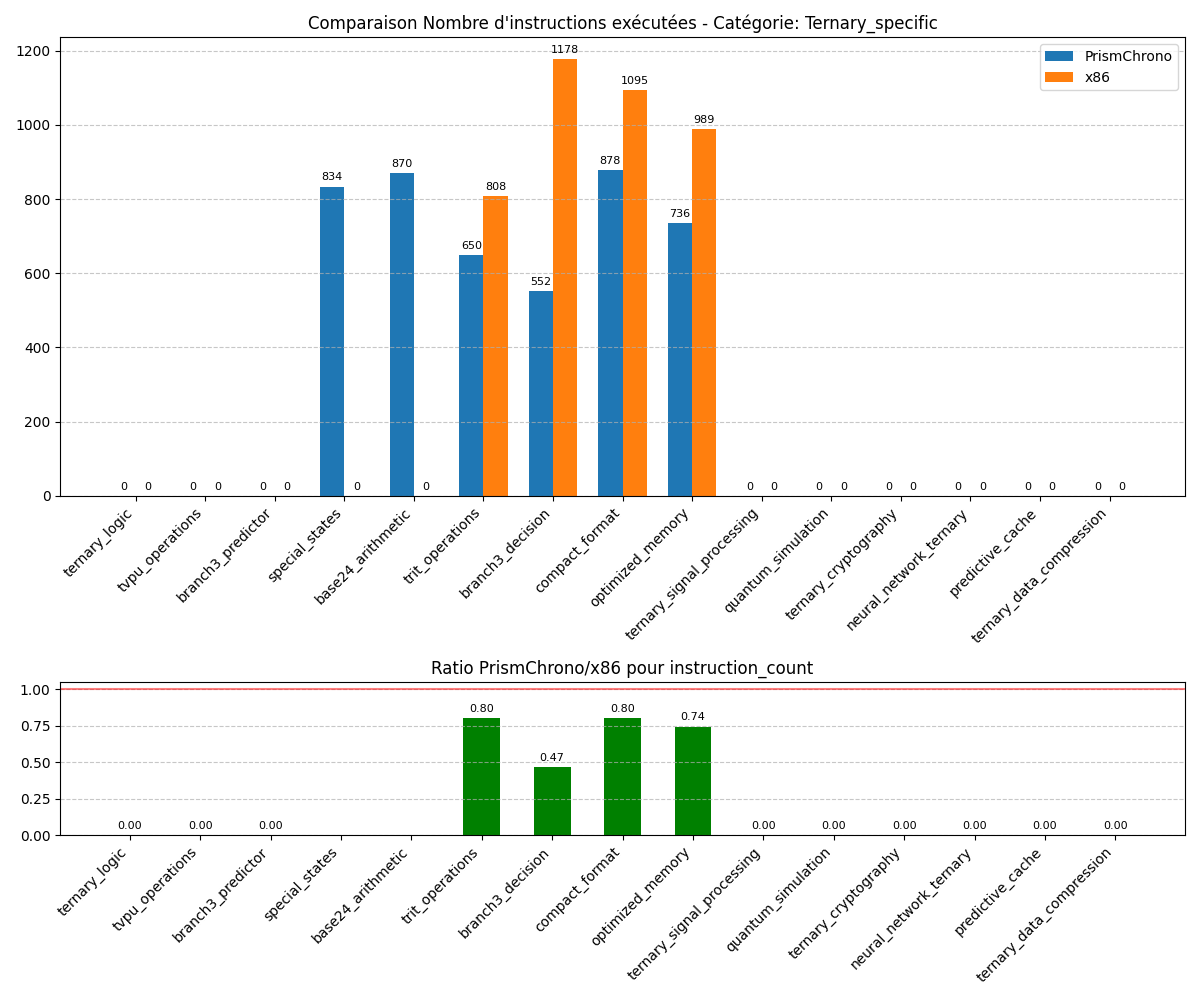 Comparaison Nombre d'instructions exécutées - Catégorie: Ternary_specific
PrismChrono
x86
1200
1000
800
600
400
200
0
0 0 0 0 0 0 834 0 870 0 650 808 552 1178 878 1095 736 989 0 0 0 0 0 0 0 0 0 0 0 0
ternary_logic
tvpu_operations
branch3_predictor
special_states
base24_arithmetic
trit_operations
branch3_decision
compact_format
optimized_memory
ternary_signal_processing
quantum_simulation
ternary_cryptography
neural_network_ternary
predictive_cache
ternary_data_compression
Ratio PrismChrono/x86 pour instruction_count
1.00
0.75
0.50
0.25
0.00
0.00 0.00 0.00 0.80 0.47 0.80 0.74 0.00 0.00 0.00 0.00 0.00 0.00
ternary_logic
tvpu_operations
branch3_predictor
special_states
base24_arithmetic
trit_operations
branch3_decision
compact_format
optimized_memory
ternary_signal_processing
quantum_simulation
ternary_cryptography
neural_network_ternary
predictive_cache
ternary_data_compression